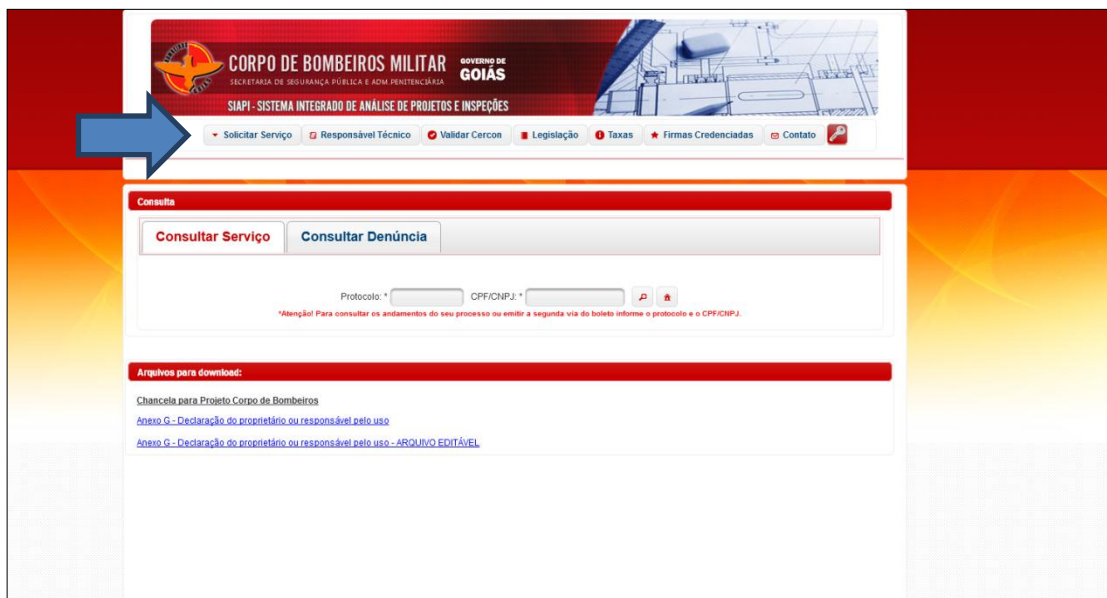 CORPO DE BOMBEIROS MILITAR GOVERNO DE GOIÁS
SECRETARIA DE SEGURANÇA PÚBLICA E ADM PENITENCIÁRIA
SIAPI - SISTEMA INTEGRADO DE ANÁLISE DE PROJETOS E INSPEÇÕES
Solicitar Serviço Responsável Técnico Validar Cercon Legislação Taxas Firmas Credenciadas Contato
Consulta
Consultar Serviço Consultar Denúncia
Protocolo: * CPF/CNPJ: *
*Atenção! Para consultar os andamentos do seu processo ou emitir a segunda via do boleto informe o protocolo e o CPF/CNPJ.
Arquivos para download:
Chancela para Projeto Corpo de Bombeiros
Anexo G - Declaração do proprietário ou responsável pelo uso
Anexo G - Declaração do proprietário ou responsável pelo uso - ARQUIVO EDITÁVEL